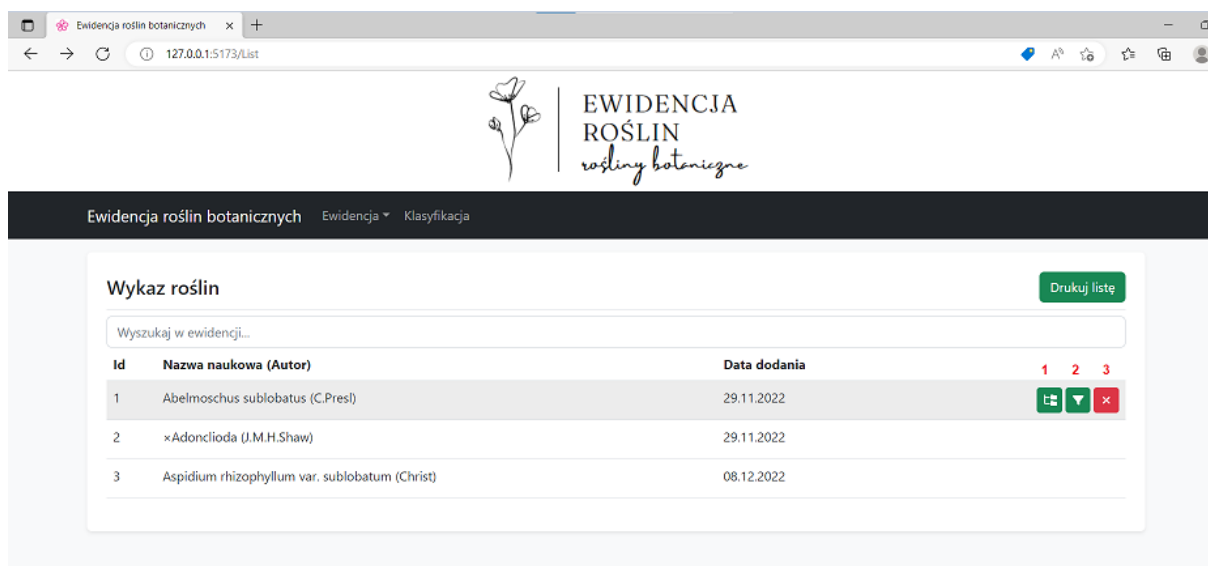 Ewidencja roślin botanicznych
127.0.0.1:5173/List
EWIDENCJA
ROŚLIN
rośliny botaniczne
Ewidencja roślin botanicznych Ewidencja Klasyfikacja
Wykaz roślin Drukuj listę
Wyszukaj w ewidencji...
Id Nazwa naukowa (Autor) Data dodania
1 2 3
1 Abelmoschus sublobatus (C.Presl) 29.11.2022
2 ×Adonclioda (J.M.H.Shaw) 29.11.2022
3 Aspidium rhizophyllum var. sublobatum (Christ) 08.12.2022